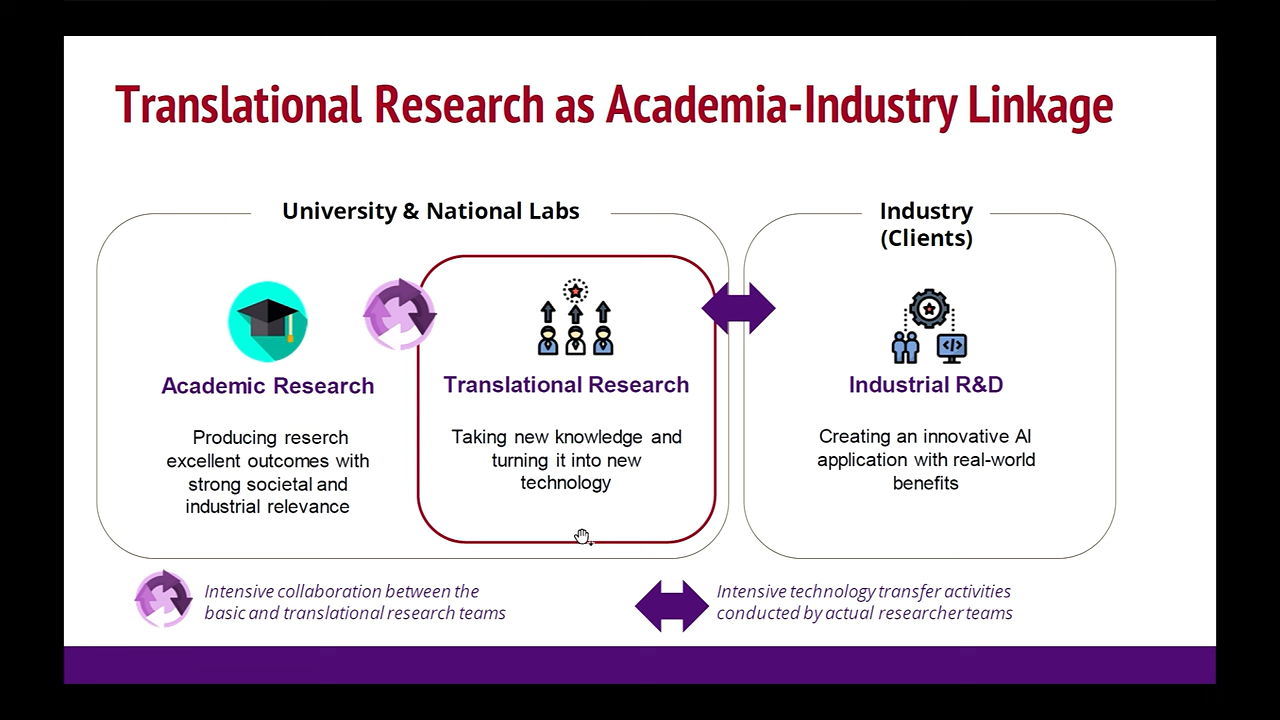 Translational Research as Academia-Industry Linkage
University & National Labs
Academic Research
Producing reserch
excellent outcomes with
strong societal and
industrial relevance
Translational Research
Taking new knowledge and
turning it into new
technology
Industry
(Clients)
</>
Industrial R&D
Creating an innovative AI
application with real-world
benefits
Intensive collaboration between the
basic and translational research teams
Intensive technology transfer activities
conducted by actual researcher teams